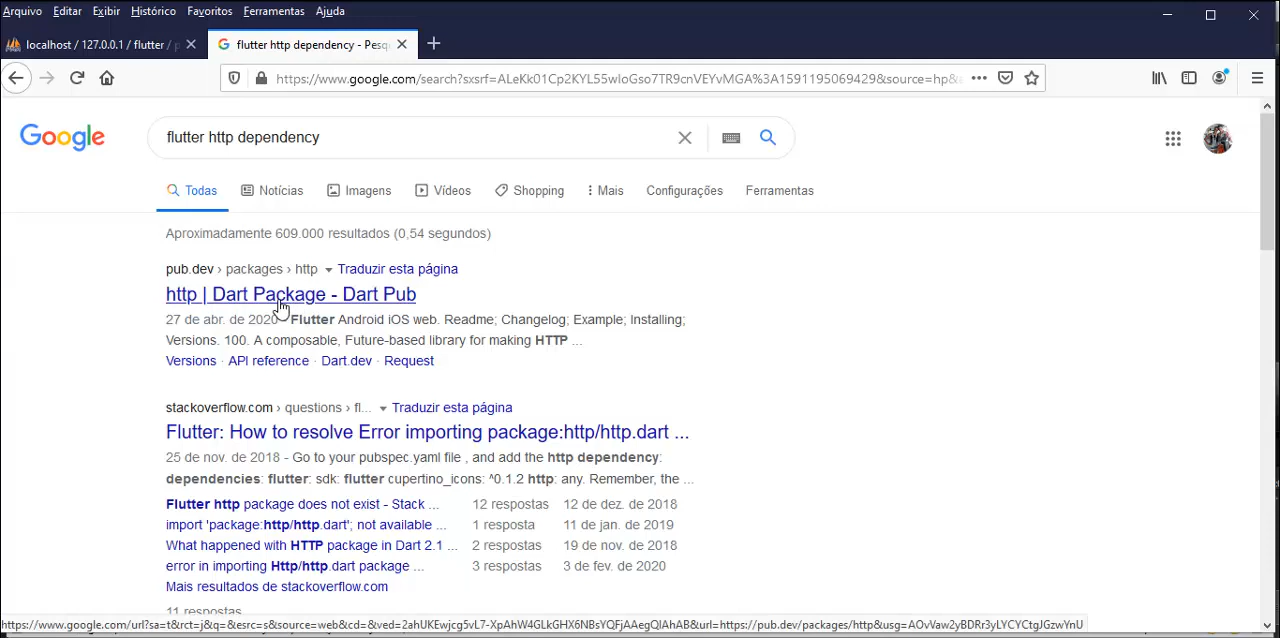 Arquivo Editar Exibir Histórico Favoritos Ferramentas Ajuda
localhost / 127.0.0.1 / flutter /
flutter http dependency - Pesq
https://www.google.com/search?sxsrf=ALeKk01Cp2KYL55wIoGso7TR9cnVEYvMGA%3A1591195069429&source=hp&
Google
flutter http dependency
Todas Notícias Imagens Vídeos Shopping Mais Configurações Ferramentas
Aproximadamente 609.000 resultados (0,54 segundos)
pub.dev › packages › http Traduzir esta página
http | Dart Package - Dart Pub
27 de abr. de 2020 - Flutter Android iOS web. Readme; Changelog; Example; Installing;
Versions. 100. A composable, Future-based library for making HTTP ...
Versions · API reference · Dart.dev · Request
stackoverflow.com › questions › fl... Traduzir esta página
Flutter: How to resolve Error importing package:http/http.dart ...
25 de nov. de 2018 - Go to your pubspec.yaml file , and add the http dependency:
dependencies: flutter: sdk: flutter cupertino_icons: ^0.1.2 http: any. Remember, the ...
Flutter http package does not exist - Stack ... 12 respostas 12 de dez. de 2018
import 'package:http/http.dart'; not available ... 1 resposta 11 de jan. de 2019
What happened with HTTP package in Dart 2.1 ... 2 respostas 19 de nov. de 2018
error in importing Http/http.dart package ... 3 respostas 3 de fev. de 2020
Mais resultados de stackoverflow.com
11 respostas
https://www.google.com/url?sa=t&rct=j&q=&esrc=s&source=web&cd=&ved=2ahUKEwjcg5vL7-XpAhW4GLkGHX6NBsYQFjAAegQIAhAB&url=https://pub.dev/packages/http&usg=AOvVaw2yBDRr3yLYCYCtgJGzwYnU